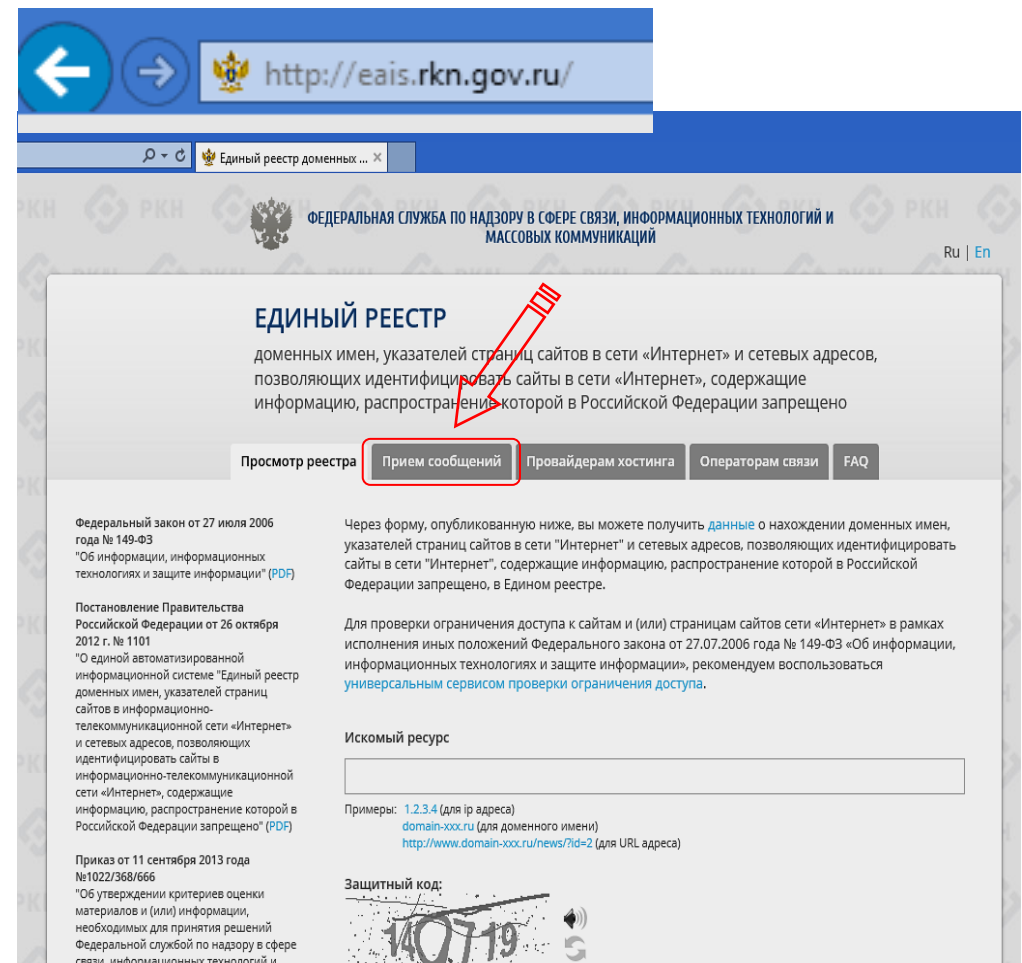 http://eais.rkn.gov.ru/
Единый реестр доменных ...
ФЕДЕРАЛЬНАЯ СЛУЖБА ПО НАДЗОРУ В СФЕРЕ СВЯЗИ, ИНФОРМАЦИОННЫХ ТЕХНОЛОГИЙ И
МАССОВЫХ КОММУНИКАЦИЙ
Ru | En
ЕДИНЫЙ РЕЕСТР
доменных имен, указателей страниц сайтов в сети «Интернет» и сетевых адресов,
позволяющих идентифицировать сайты в сети «Интернет», содержащие
информацию, распространение которой в Российской Федерации запрещено
Просмотр реестра Прием сообщений Провайдерам хостинга Операторам связи FAQ
Федеральный закон от 27 июля 2006
года № 149-ФЗ
"Об информации, информационных
технологиях и защите информации" (PDF)
Постановление Правительства
Российской Федерации от 26 октября
2012 г. № 1101
"О единой автоматизированной
информационной системе "Единый реестр
доменных имен, указателей страниц
сайтов в информационно-
телекоммуникационной сети «Интернет»
и сетевых адресов, позволяющих
идентифицировать сайты в
информационно-телекоммуникационной
сети «Интернет», содержащие
информацию, распространение которой в
Российской Федерации запрещено" (PDF)
Приказ от 11 сентября 2013 года
№1022/368/666
"Об утверждении критериев оценки
материалов и (или) информации,
необходимых для принятия решений
Федеральной службой по надзору в сфере
связи, информационных технологий и
Через форму, опубликованную ниже, вы можете получить данные о нахождении доменных имен,
указателей страниц сайтов в сети "Интернет" и сетевых адресов, позволяющих идентифицировать
сайты в сети "Интернет", содержащие информацию, распространение которой в Российской
Федерации запрещено, в Едином реестре.
Для проверки ограничения доступа к сайтам и (или) страницам сайтов сети «Интернет» в рамках
исполнения иных положений Федерального закона от 27.07.2006 года № 149-ФЗ «Об информации,
информационных технологиях и защите информации», рекомендуем воспользоваться
универсальным сервисом проверки ограничения доступа.
Искомый ресурс
Примеры: 1.2.3.4 (для ip адреса)
domain-xxx.ru (для доменного имени)
http://www.domain-xxx.ru/news/?id=2 (для URL адреса)
Защитный код: